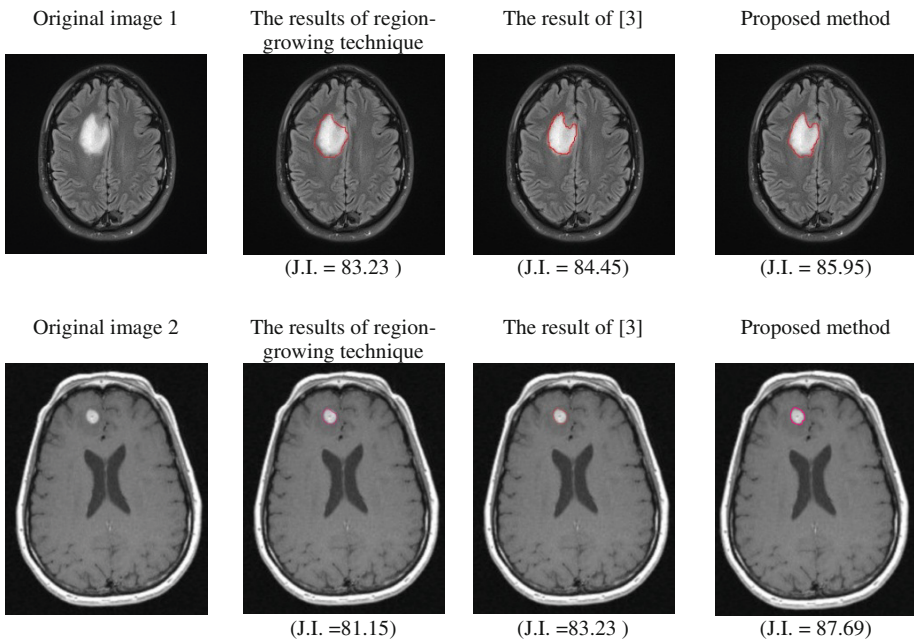 Original image 1
The results of region-
growing technique
The result of [3]
Proposed method
(J.I. = 83.23 )
(J.I. = 84.45)
(J.I. = 85.95)
Original image 2
The results of region-
growing technique
The result of [3]
Proposed method
(J.I. =81.15)
(J.I. =83.23 )
(J.I. = 87.69)